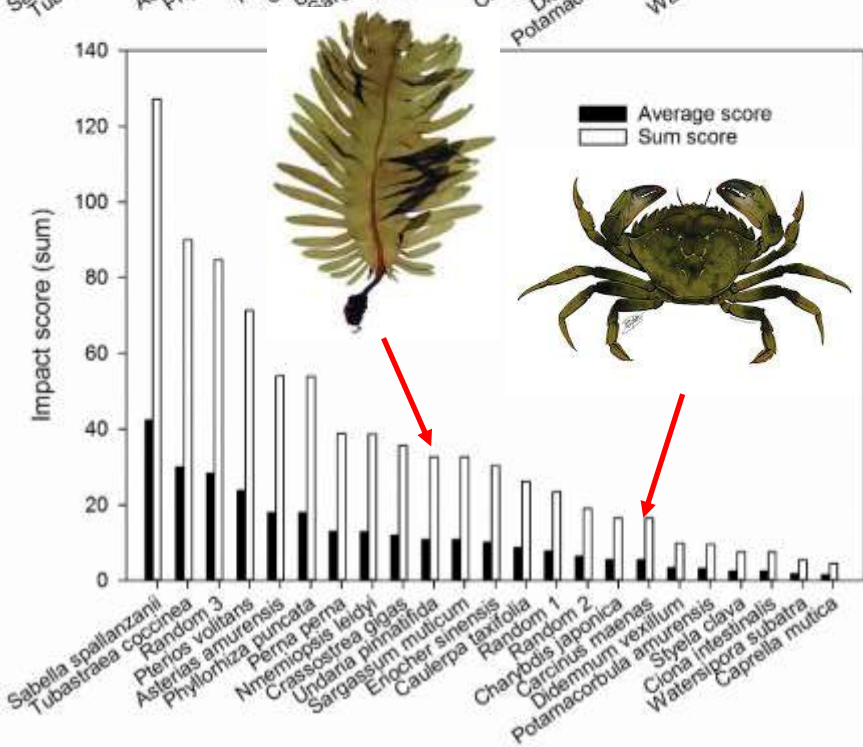 140
120
100
80
60
40
20
0
Impact score (sum)
Average score
Sum score
Sabella spallanzanii
Tubastraea coccinea
Random 3
Pterios volitans
Asterias amurensis
Phyllorhiza puncata
Perna perna
Nmemiopsis leidyi
Crassostrea gigas
Undaria pinnatifida
Sargassum muticum
Eriocher sinensis
Caulerpa taxifolia
Random 1
Random 2
Charybdis japonica
Carcinus maenas
Didemnum vexillum
Potamacorbula amurensis
Styela clava
Ciona intestinalis
Watersipora subatra
Caprella mutica